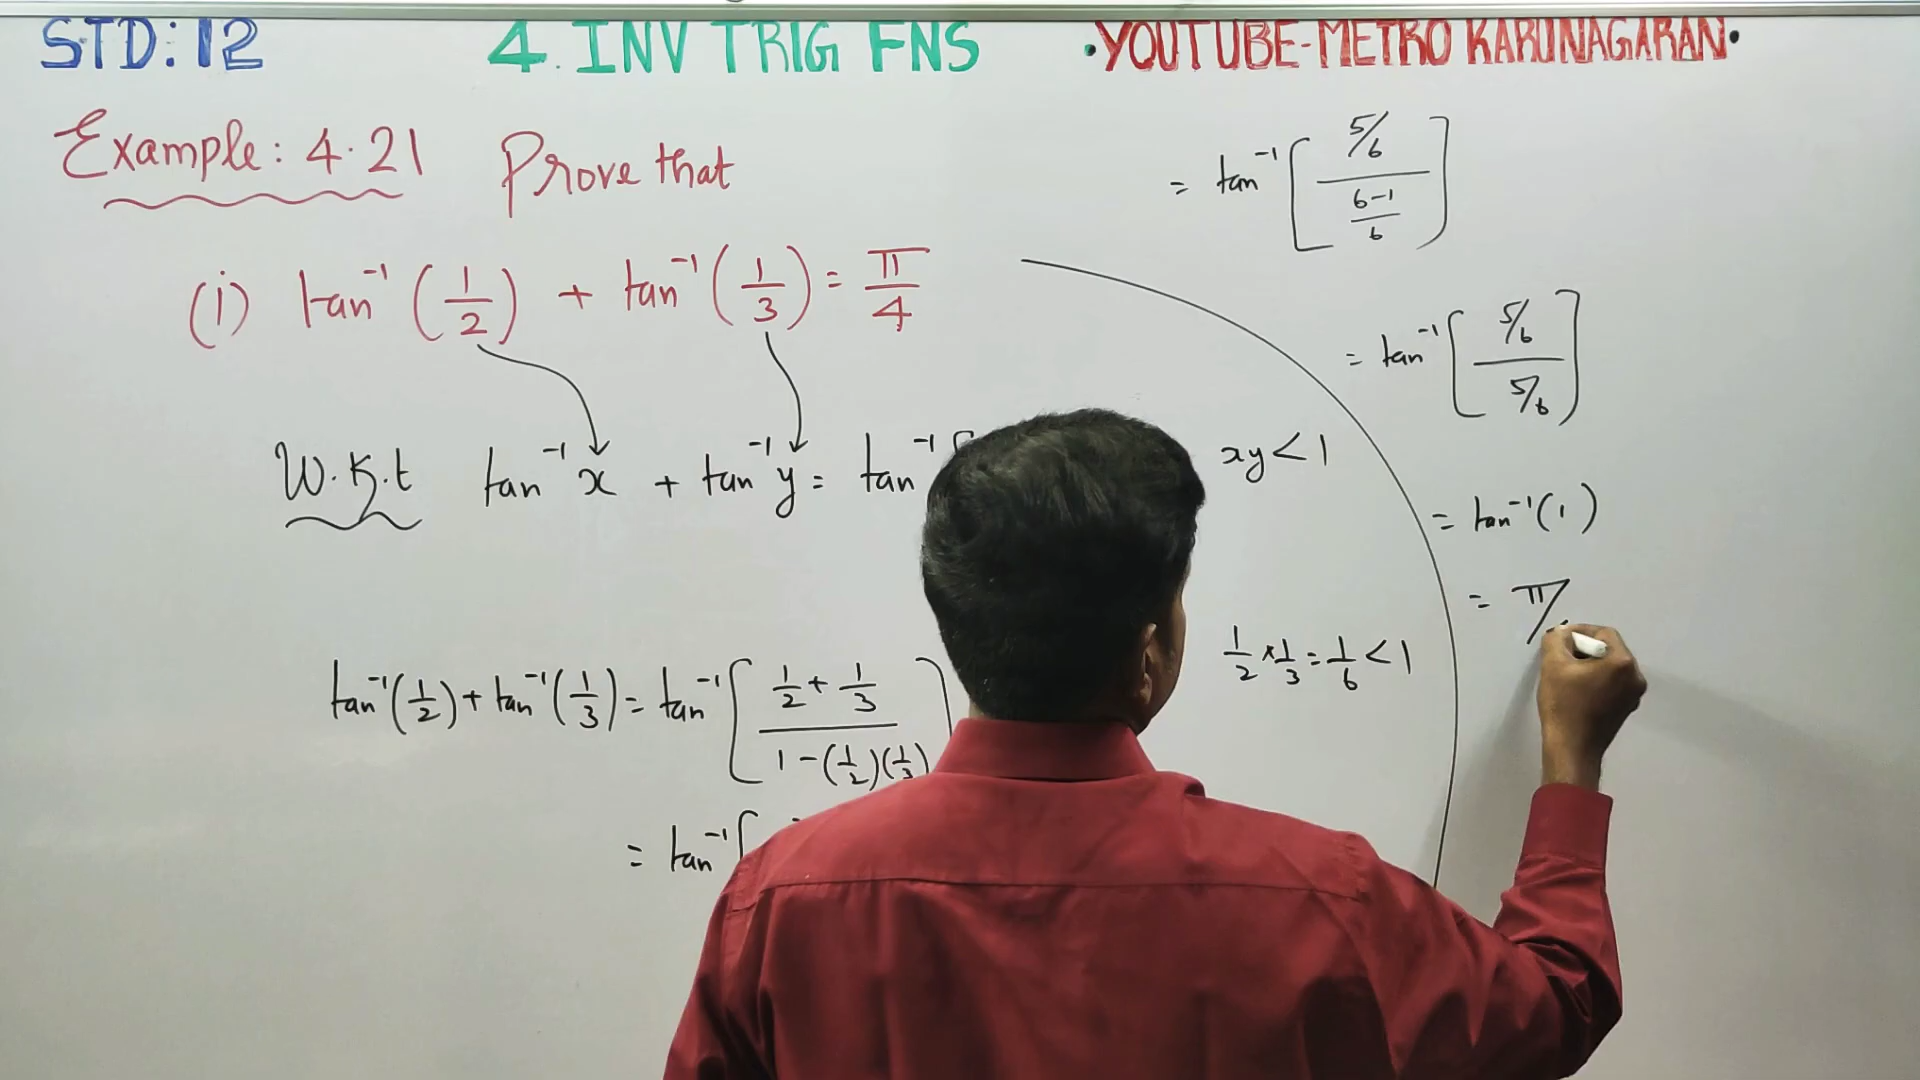 STD: 12 4. INV TRIG FNS •YOUTUBE-METRO KARUNAGARAN•
Example: 4.21 Prove that
(i) tan⁻¹(1/2) + tan⁻¹(1/3) = π/4
W.K.t tan⁻¹ x + tan⁻¹ y = tan⁻¹[ xy < 1
tan⁻¹(1/2) + tan⁻¹(1/3) = tan⁻¹[(1/2 + 1/3)/(1 - (1/2)(1/3))] 1/2 × 1/3 = 1/6 < 1
= tan⁻¹[
= tan⁻¹[(5/6)/((6-1)/6)]
= tan⁻¹[(5/6)/(5/6)]
= tan⁻¹(1)
= π/